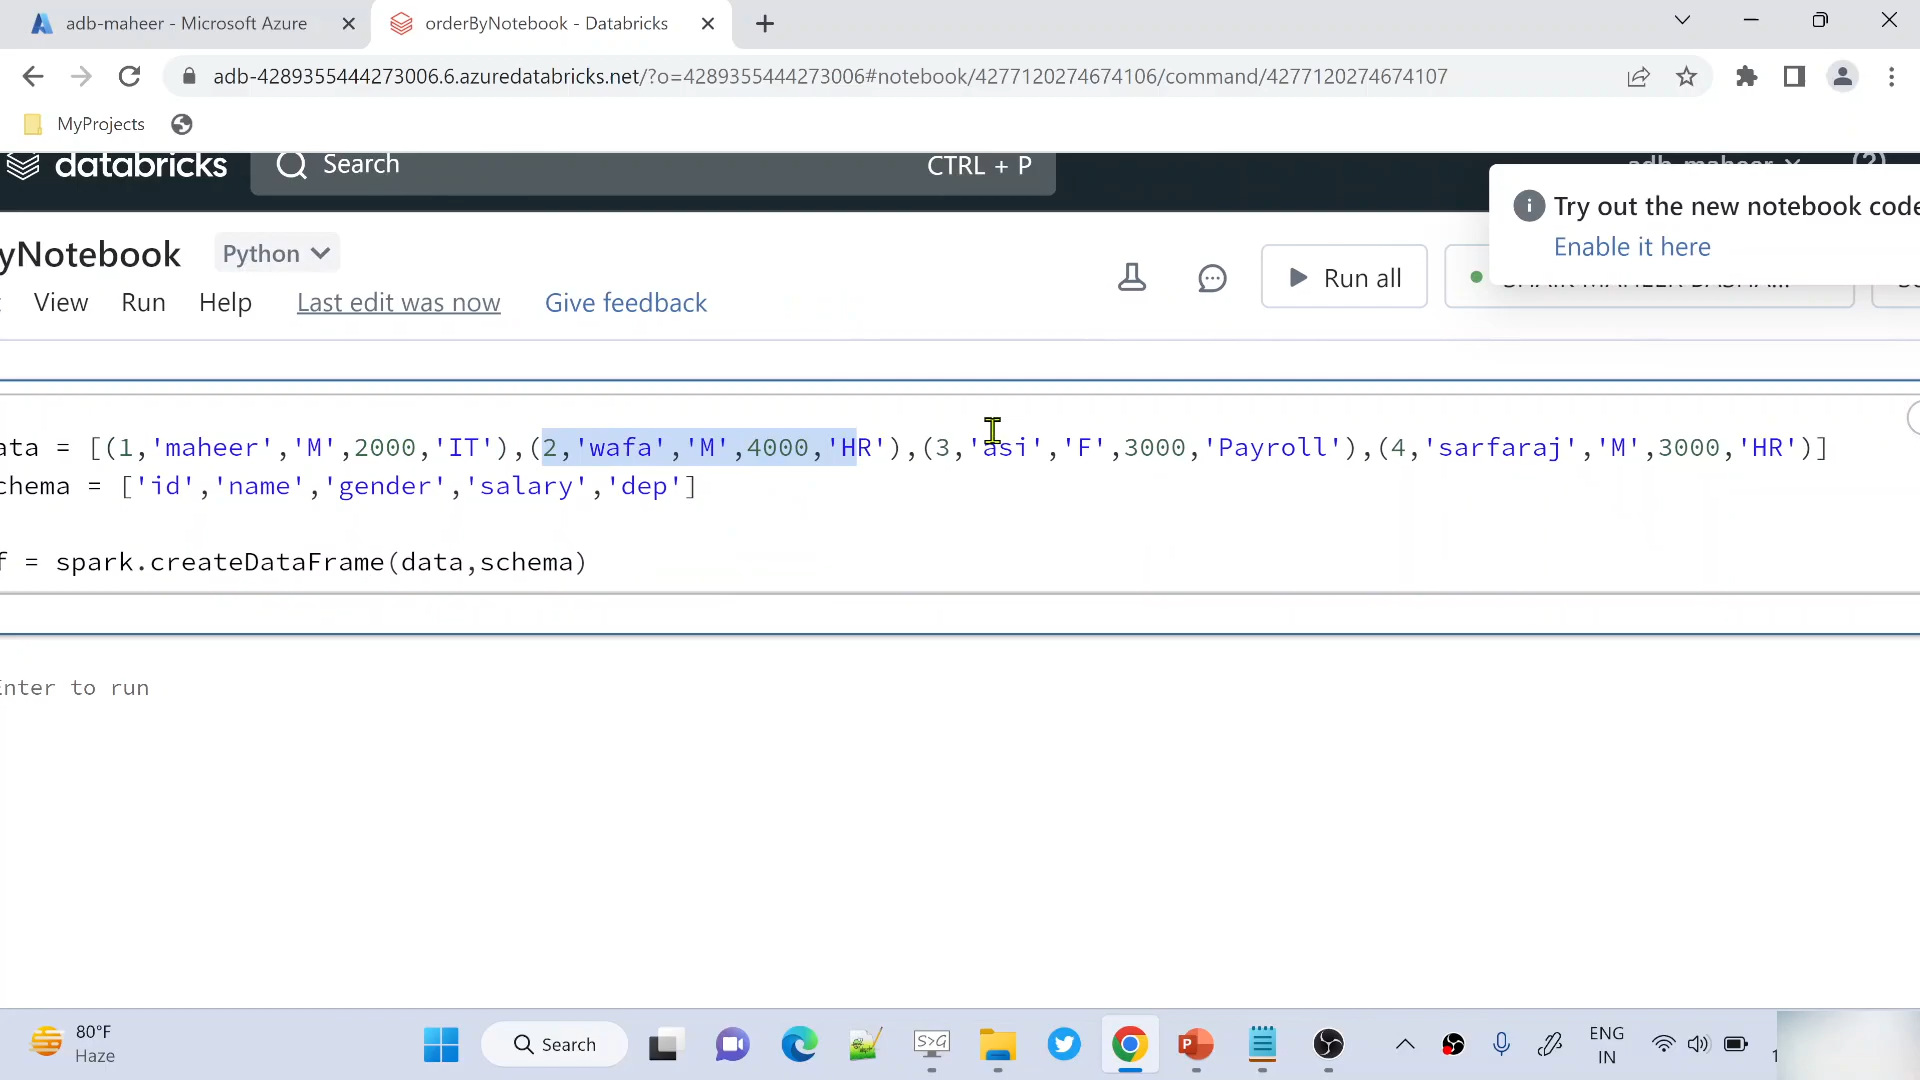 adb-maheer - Microsoft Azure
orderByNotebook - Databricks
adb-4289355444273006.6.azuredatabricks.net/?o=4289355444273006#notebook/4277120274674106/command/4277120274674107
MyProjects
databricks
Search
CTRL + P
adb-maheer
Try out the new notebook code
Enable it here
yNotebook
Python
Run all
View
Run
Help
Last edit was now
Give feedback
ata = [(1,'maheer','M',2000,'IT'),(2,'wafa','M',4000,'HR'),(3,'asi','F',3000,'Payroll'),(4,'sarfaraj','M',3000,'HR')]
chema = ['id','name','gender','salary','dep']
f = spark.createDataFrame(data,schema)
Enter to run
80°F
Haze
Search
S>G
ENG
IN